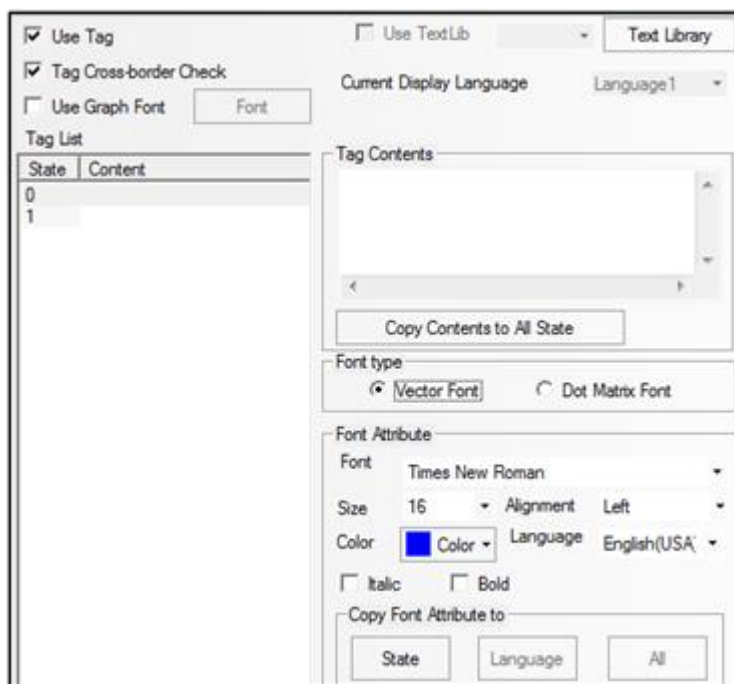 Use Tag
Use TextLib
Text Library
Tag Cross-border Check
Current Display Language
Language1
Use Graph Font
Font
Tag List
State Content
0
1
Tag Contents
Copy Contents to All State
Font type
Vector Font
Dot Matrix Font
Font Attribute
Font
Times New Roman
Size
16
Alignment
Left
Color
Color
Language
English(USA)
Italic
Bold
Copy Font Attribute to
State
Language
All